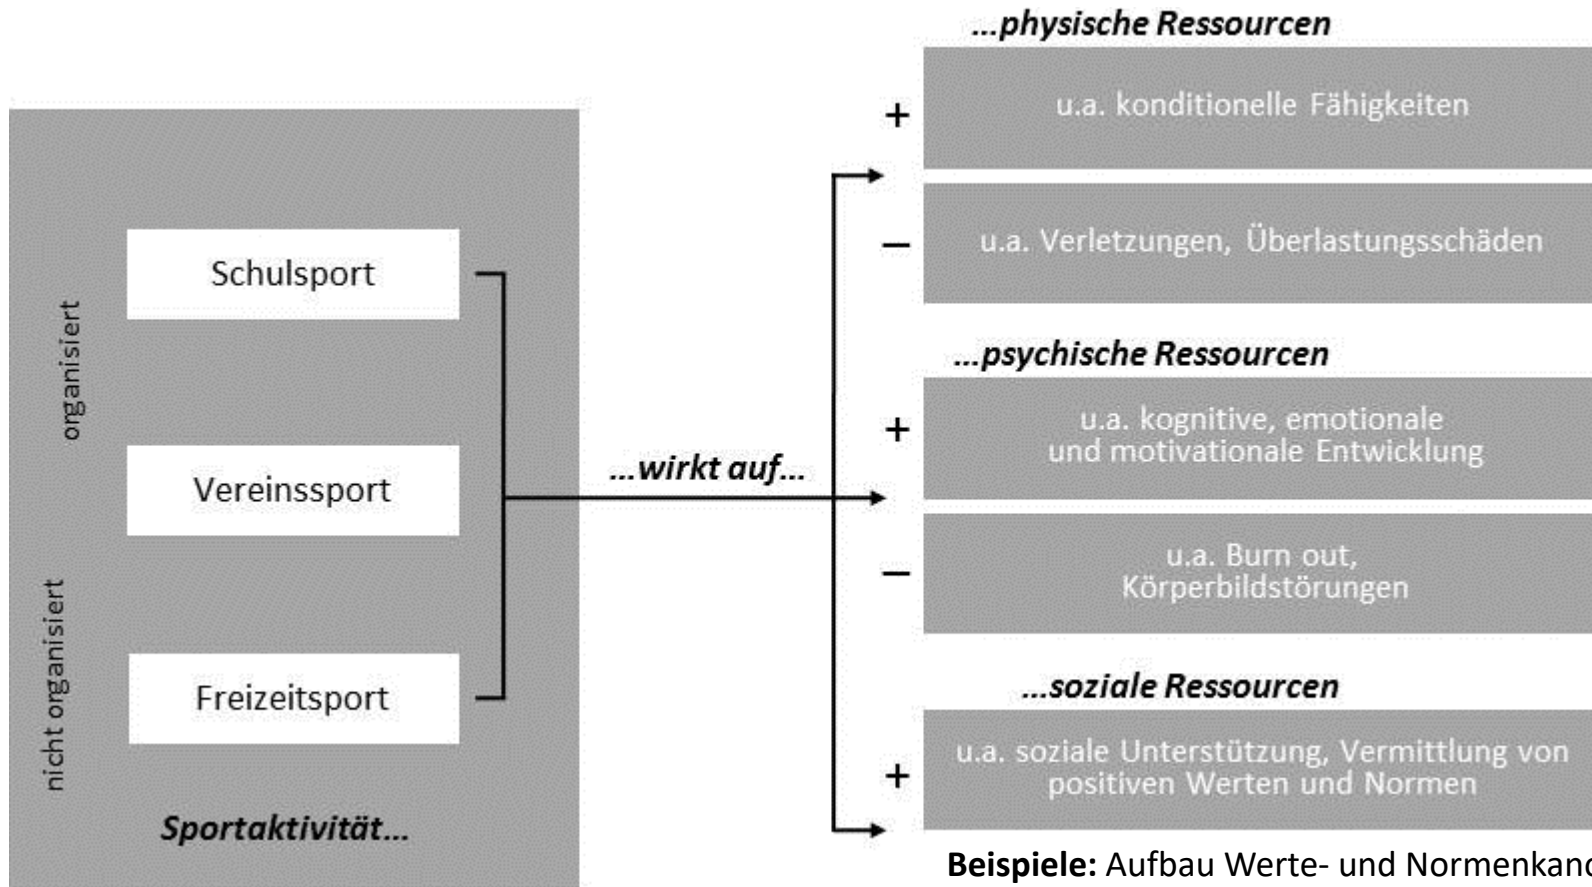 organisiert
nicht organisiert
Schulsport
Vereinssport
Freizeitsport
Sportaktivität...
...wirkt auf...
...physische Ressourcen
+
u.a. konditionelle Fähigkeiten
–
u.a. Verletzungen, Überlastungsschäden
...psychische Ressourcen
+
u.a. kognitive, emotionale
und motivationale Entwicklung
–
u.a. Burn out,
Körperbildstörungen
...soziale Ressourcen
+
u.a. soziale Unterstützung, Vermittlung von
positiven Werten und Normen
Beispiele: Aufbau Werte- und